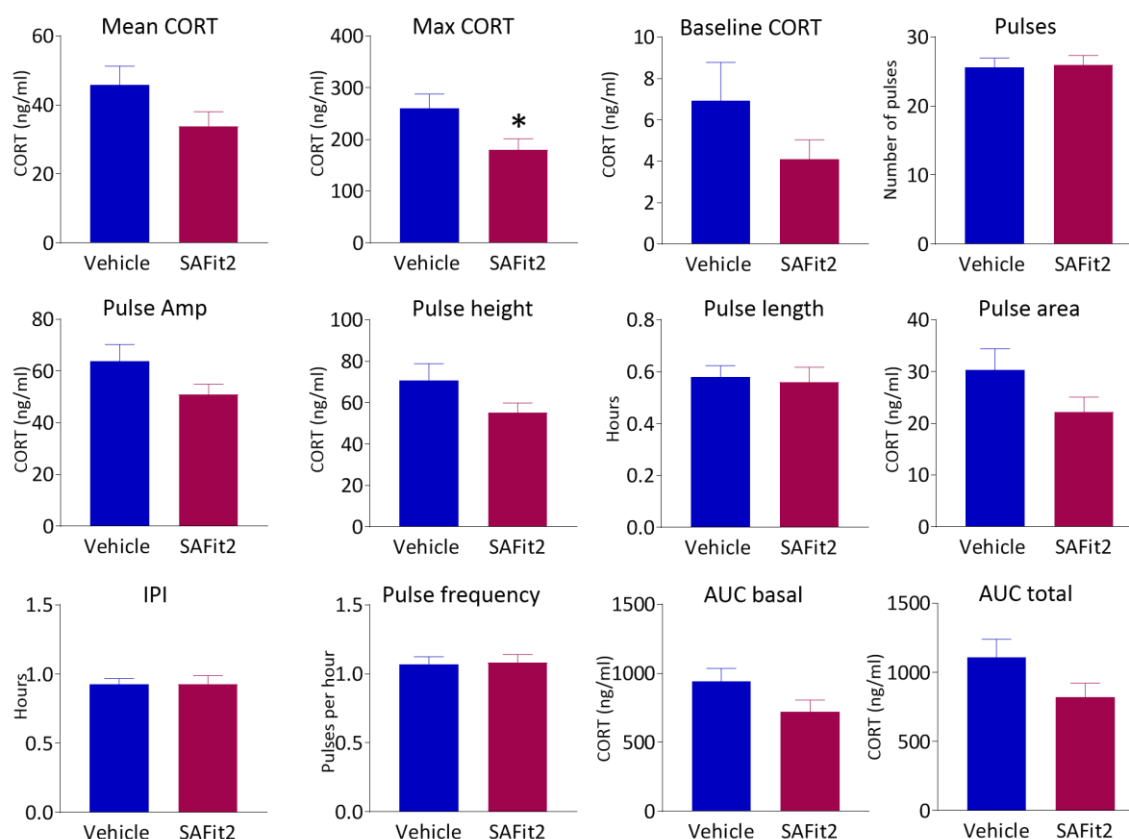 Mean CORT
Max CORT
Baseline CORT
Pulses
60
40
20
0
CORT (ng/ml)
Vehicle SAFit2
400
300
200
100
0
CORT (ng/ml)
*
Vehicle SAFit2
10
8
6
4
2
0
CORT (ng/ml)
Vehicle SAFit2
30
20
10
0
Number of pulses
Vehicle SAFit2
Pulse Amp
Pulse height
Pulse length
Pulse area
80
60
40
20
0
CORT (ng/ml)
Vehicle SAFit2
100
80
60
40
20
0
CORT (ng/ml)
Vehicle SAFit2
0.8
0.6
0.4
0.2
0.0
Hours
Vehicle SAFit2
40
30
20
10
0
CORT (ng/ml)
Vehicle SAFit2
IPI
Pulse frequency
AUC basal
AUC total
1.5
1.0
0.5
0.0
Hours
Vehicle SAFit2
1.5
1.0
0.5
0.0
Pulses per hour
Vehicle SAFit2
1500
1000
500
0
CORT (ng/ml)
Vehicle SAFit2
1500
1000
500
0
CORT (ng/ml)
Vehicle SAFit2